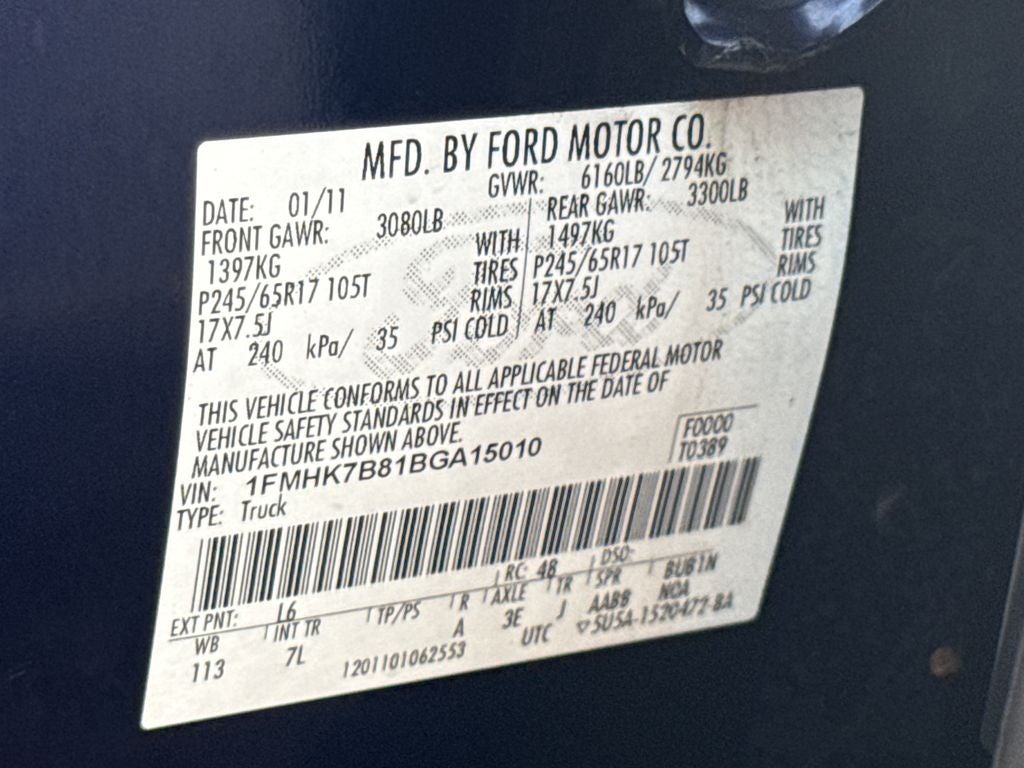 MFD. BY FORD MOTOR CO.
DATE: 01/11 GVWR: 6160LB/ 2794KG
FRONT GAWR: 3080LB REAR GAWR: 3300LB
1397KG WITH 1497KG WITH
P245/65R17 105T TIRES P245/65R17 105T TIRES
17X7.5J RIMS 17X7.5J RIMS
AT 240 kPa/ 35 PSI COLD AT 240 kPa/ 35 PSI COLD
THIS VEHICLE CONFORMS TO ALL APPLICABLE FEDERAL MOTOR
VEHICLE SAFETY STANDARDS IN EFFECT ON THE DATE OF
MANUFACTURE SHOWN ABOVE.
F0000
T0389
VIN: 1FMHK7B81BGA15010
TYPE: Truck
EXT PNT: L6 RC: 48 DSO:
WB INT TR TP/PS R AXLE TR SPR BUB1N
113 7L A 3E J AABB NOA
1201101062553 UTC ▽5U5A-1520472-BA